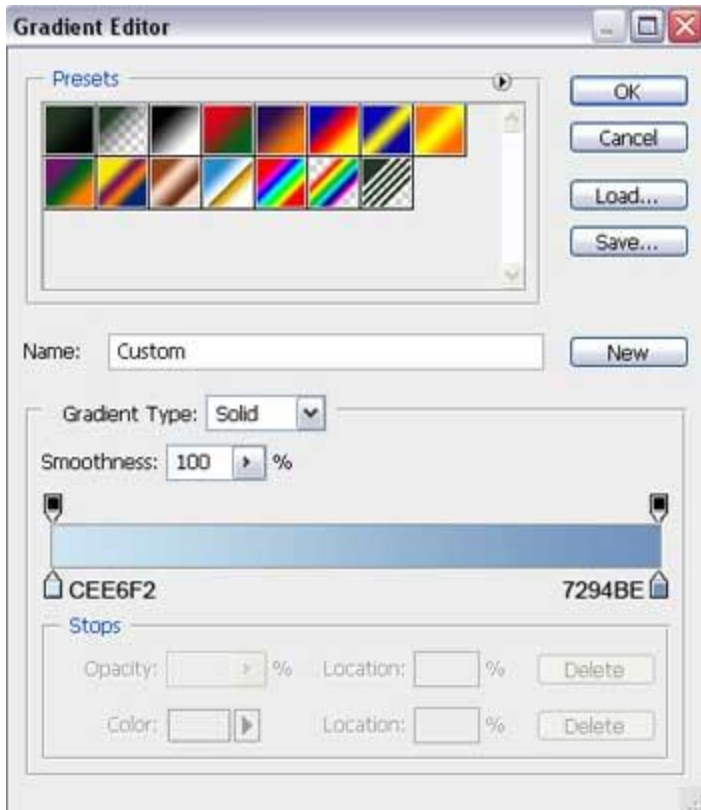 Gradient Editor
Presets
OK
Cancel
Load...
Save...
Name: Custom
New
Gradient Type: Solid
Smoothness: 100 %
CEE6F2 7294BE
Stops
Opacity: % Location: % Delete
Color: Location: % Delete